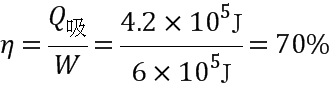 η = Q吸/W = 4.2 × 10⁵J/6 × 10⁵J = 70%